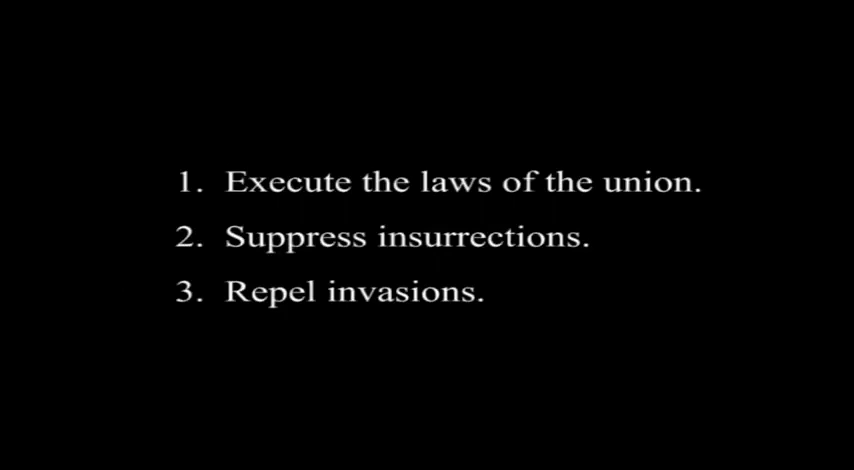 1. Execute the laws of the union.
2. Suppress insurrections.
3. Repel invasions.